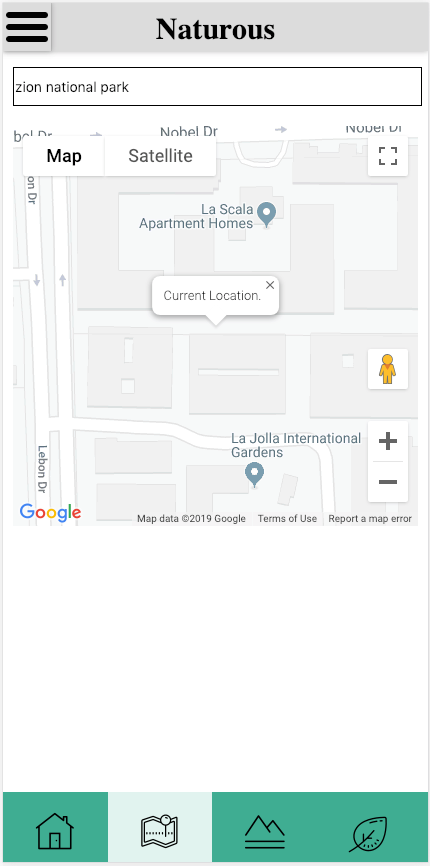 Naturous
zion national park
bel Dr
Nobel Dr
Nobel Dr
Map
Satellite
on Dr
La Scala
Apartment Homes
Current Location.
La Jolla International
Gardens
Lebon Dr
Google
Map data ©2019 Google
Terms of Use
Report a map error